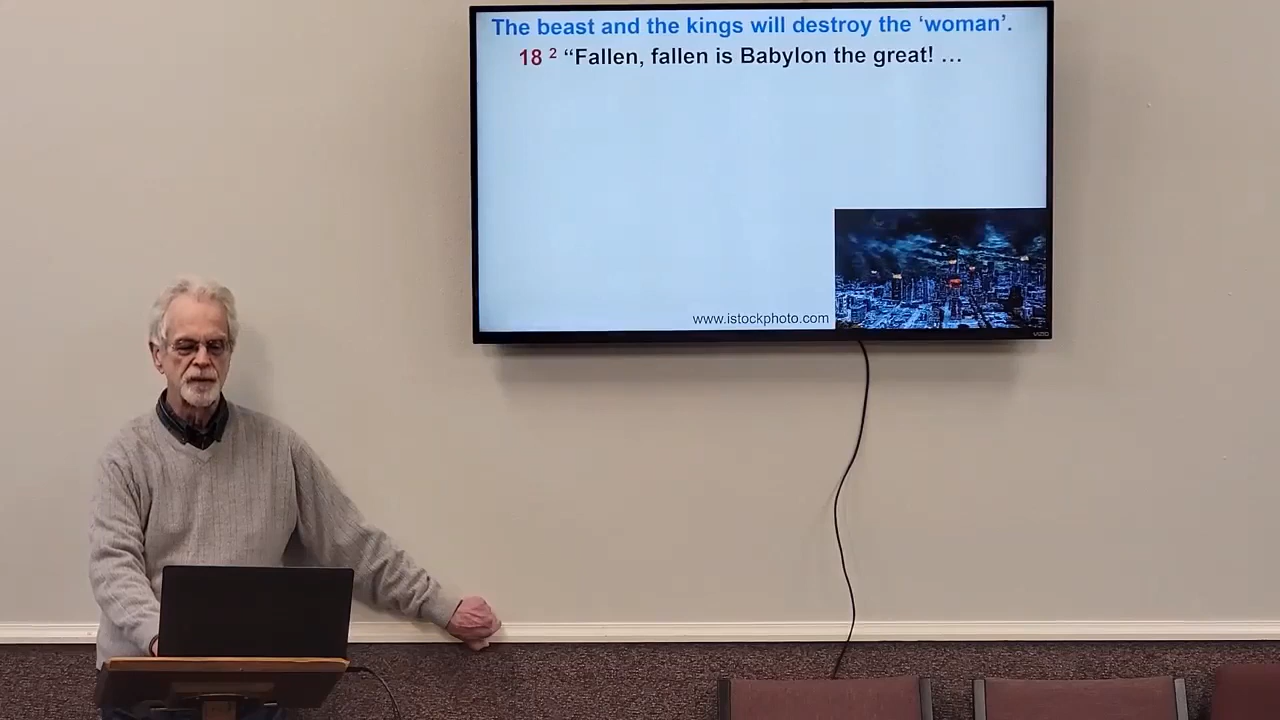 The beast and the kings will destroy the ‘woman’.
18 ² “Fallen, fallen is Babylon the great! …
www.istockphoto.com
VIZIO